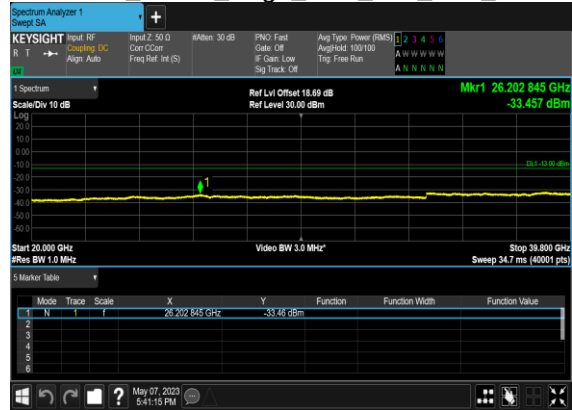 Spectrum Analyzer 1
Swept SA
+
KEYSIGHT Input: RF Input Z: 50 Ω #Atten: 30 dB PNO: Fast Avg Type: Power (RMS) 1 2 3 4 5 6
R T Coupling: DC Corr CCorr Gate: Off Avg|Hold: 100/100 A W W W W W
Align: Auto Freq Ref: Int (S) IF Gain: Low Trig: Free Run
Sig Track: Off A N N N N N
1 Spectrum Ref Lvl Offset 18.69 dB Mkr1 26.202 845 GHz
Scale/Div 10 dB Ref Level 30.00 dBm -33.457 dBm
Log
20.0
10.0
0.00
-10.0 DL1 -13.00 dBm
-20.0
1
-30.0
-40.0
-50.0
-60.0
Start 20.000 GHz Video BW 3.0 MHz* Stop 39.800 GHz
#Res BW 1.0 MHz Sweep 34.7 ms (40001 pts)
5 Marker Table
Mode Trace Scale X Y Function Function Width Function Value
1 N 1 f 26.202 845 GHz -33.46 dBm
2
3
4
5
6
? May 07, 2023
5:41:15 PM